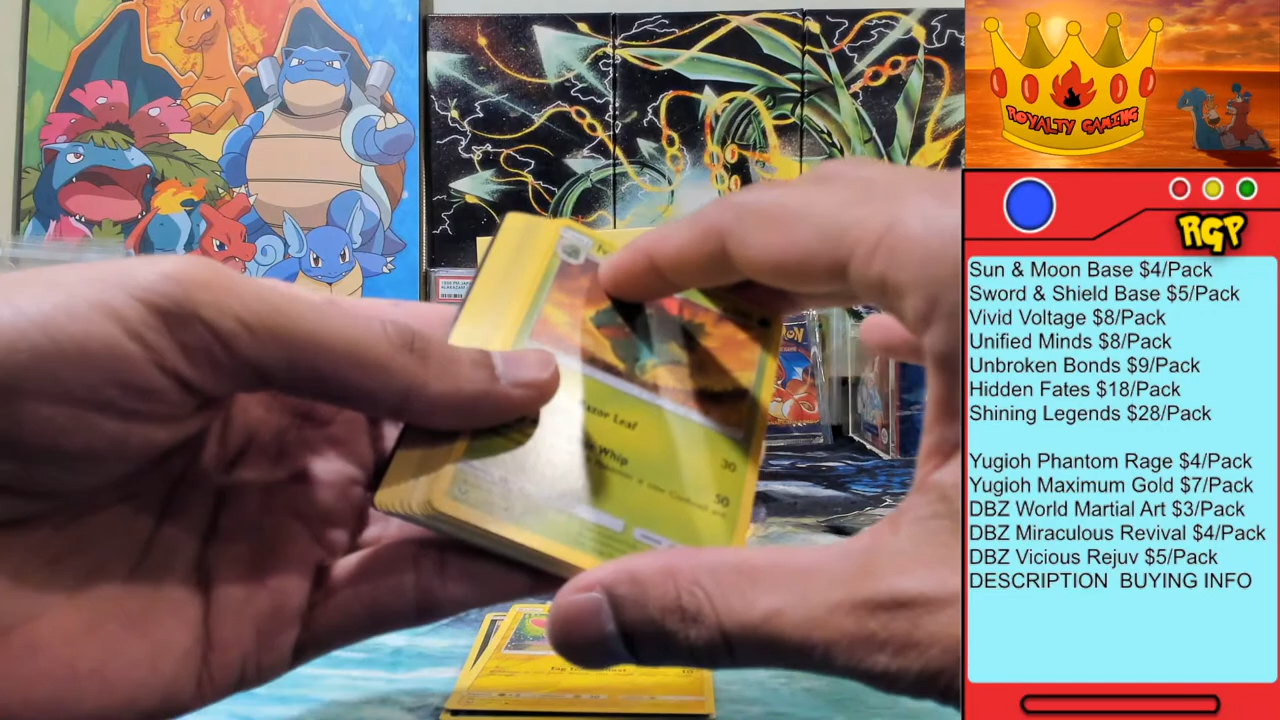 ROYALTY GAMING
RGP
Sun & Moon Base $4/Pack
Sword & Shield Base $5/Pack
Vivid Voltage $8/Pack
Unified Minds $8/Pack
Unbroken Bonds $9/Pack
Hidden Fates $18/Pack
Shining Legends $28/Pack
Yugioh Phantom Rage $4/Pack
Yugioh Maximum Gold $7/Pack
DBZ World Martial Art $3/Pack
DBZ Miraculous Revival $4/Pack
DBZ Vicious Rejuv $5/Pack
DESCRIPTION BUYING INFO
Leaf
30
Whip
50
10